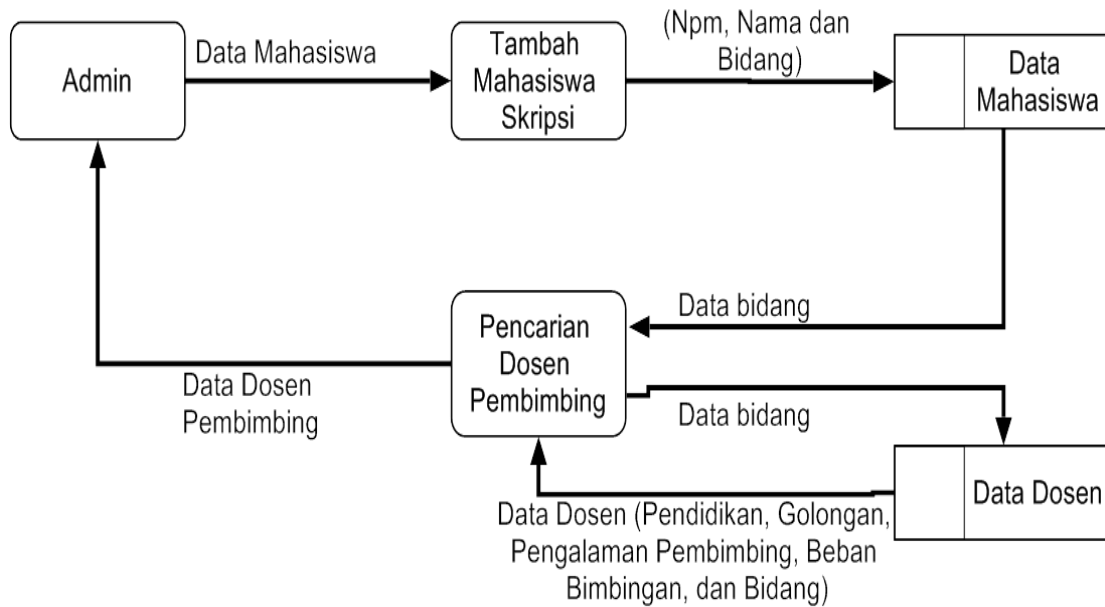 Admin
Data Mahasiswa
Tambah
Mahasiswa
Skripsi
(Npm, Nama dan
Bidang)
Data
Mahasiswa
Data bidang
Pencarian
Dosen
Pembimbing
Data Dosen
Pembimbing
Data bidang
Data Dosen
Data Dosen (Pendidikan, Golongan,
Pengalaman Pembimbing, Beban
Bimbingan, dan Bidang)